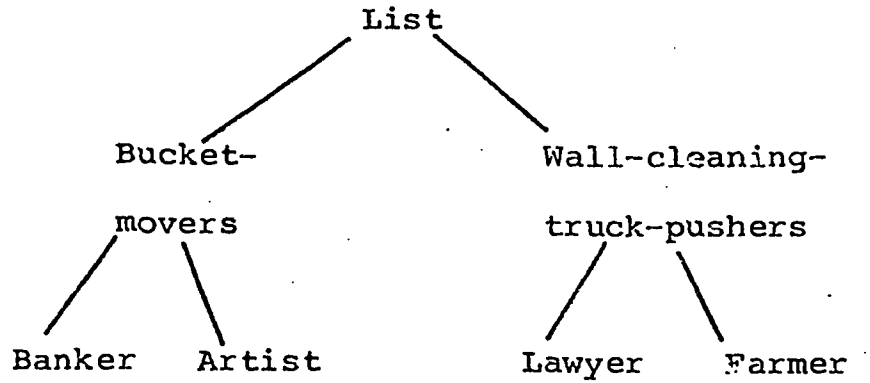 List
Bucket- Wall-cleaning-
movers truck-pushers
Banker Artist Lawyer Farmer